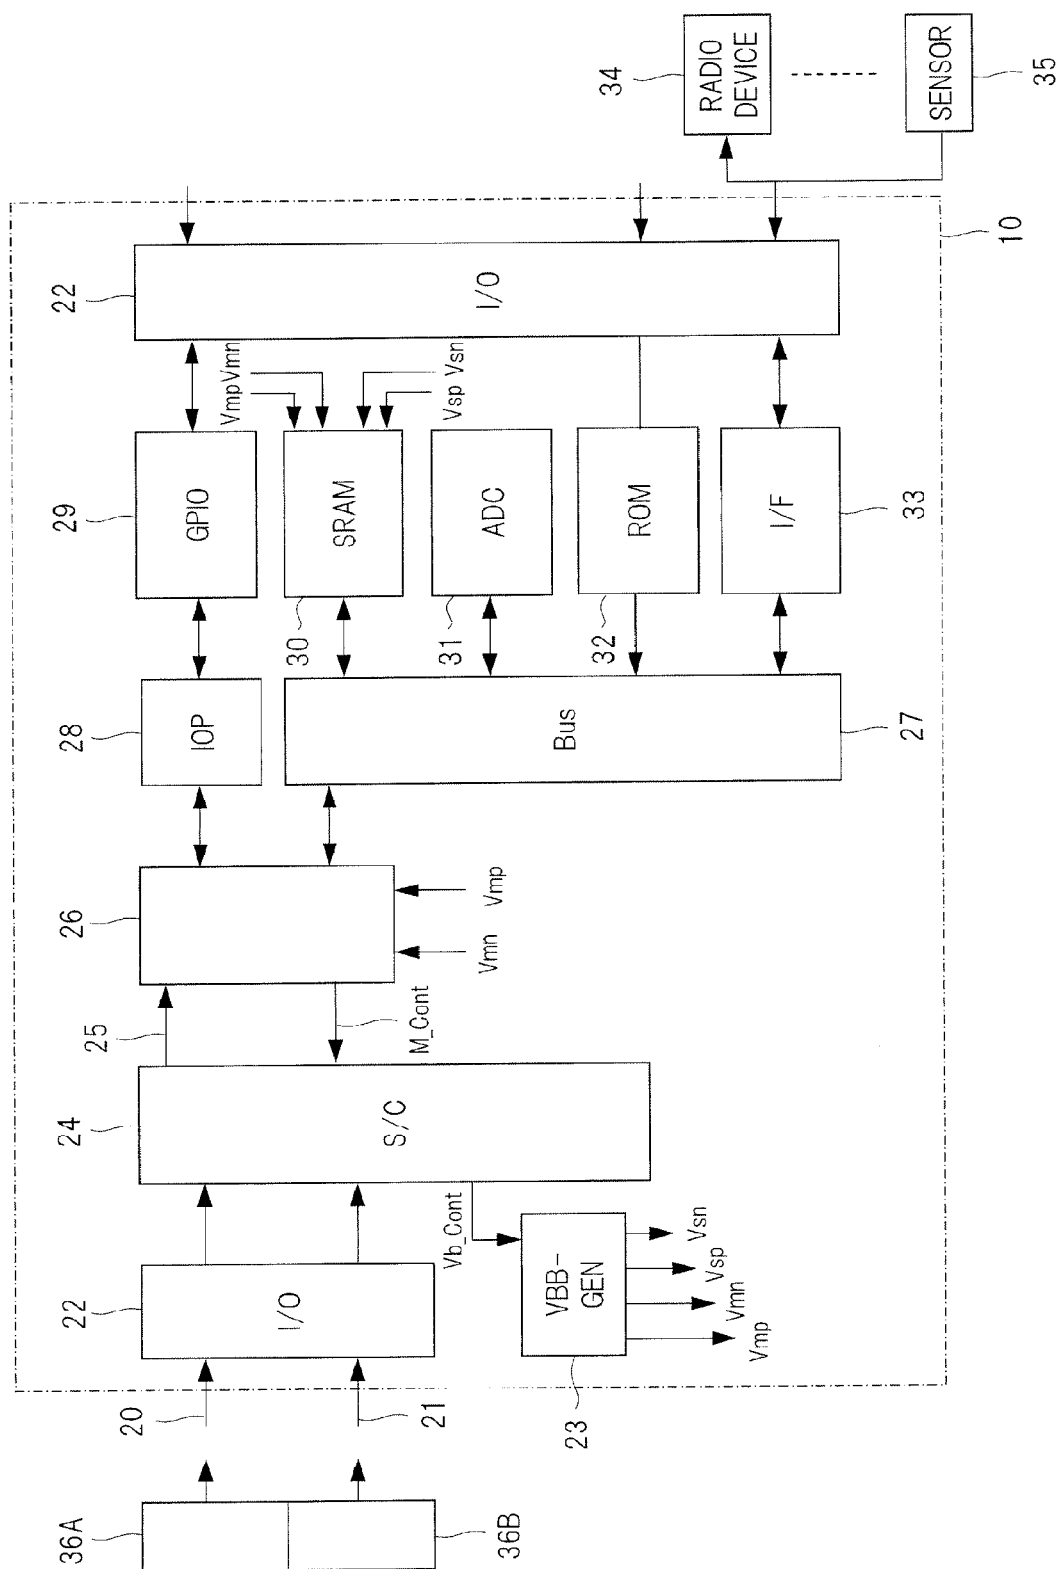 36A
36B
20
21
22
I/O
24
S/C
Vb_Cont
VBB-
GEN
23
Vmp
Vmn
Vsp
Vsn
25
M_Cont
26
Vmn
Vmp
28
IOP
Bus
27
29
GPIO
30
SRAM
Vmp Vmn
Vsp Vsn
31
ADC
32
ROM
33
I/F
22
I/O
10
34
RADIO
DEVICE
35
SENSOR